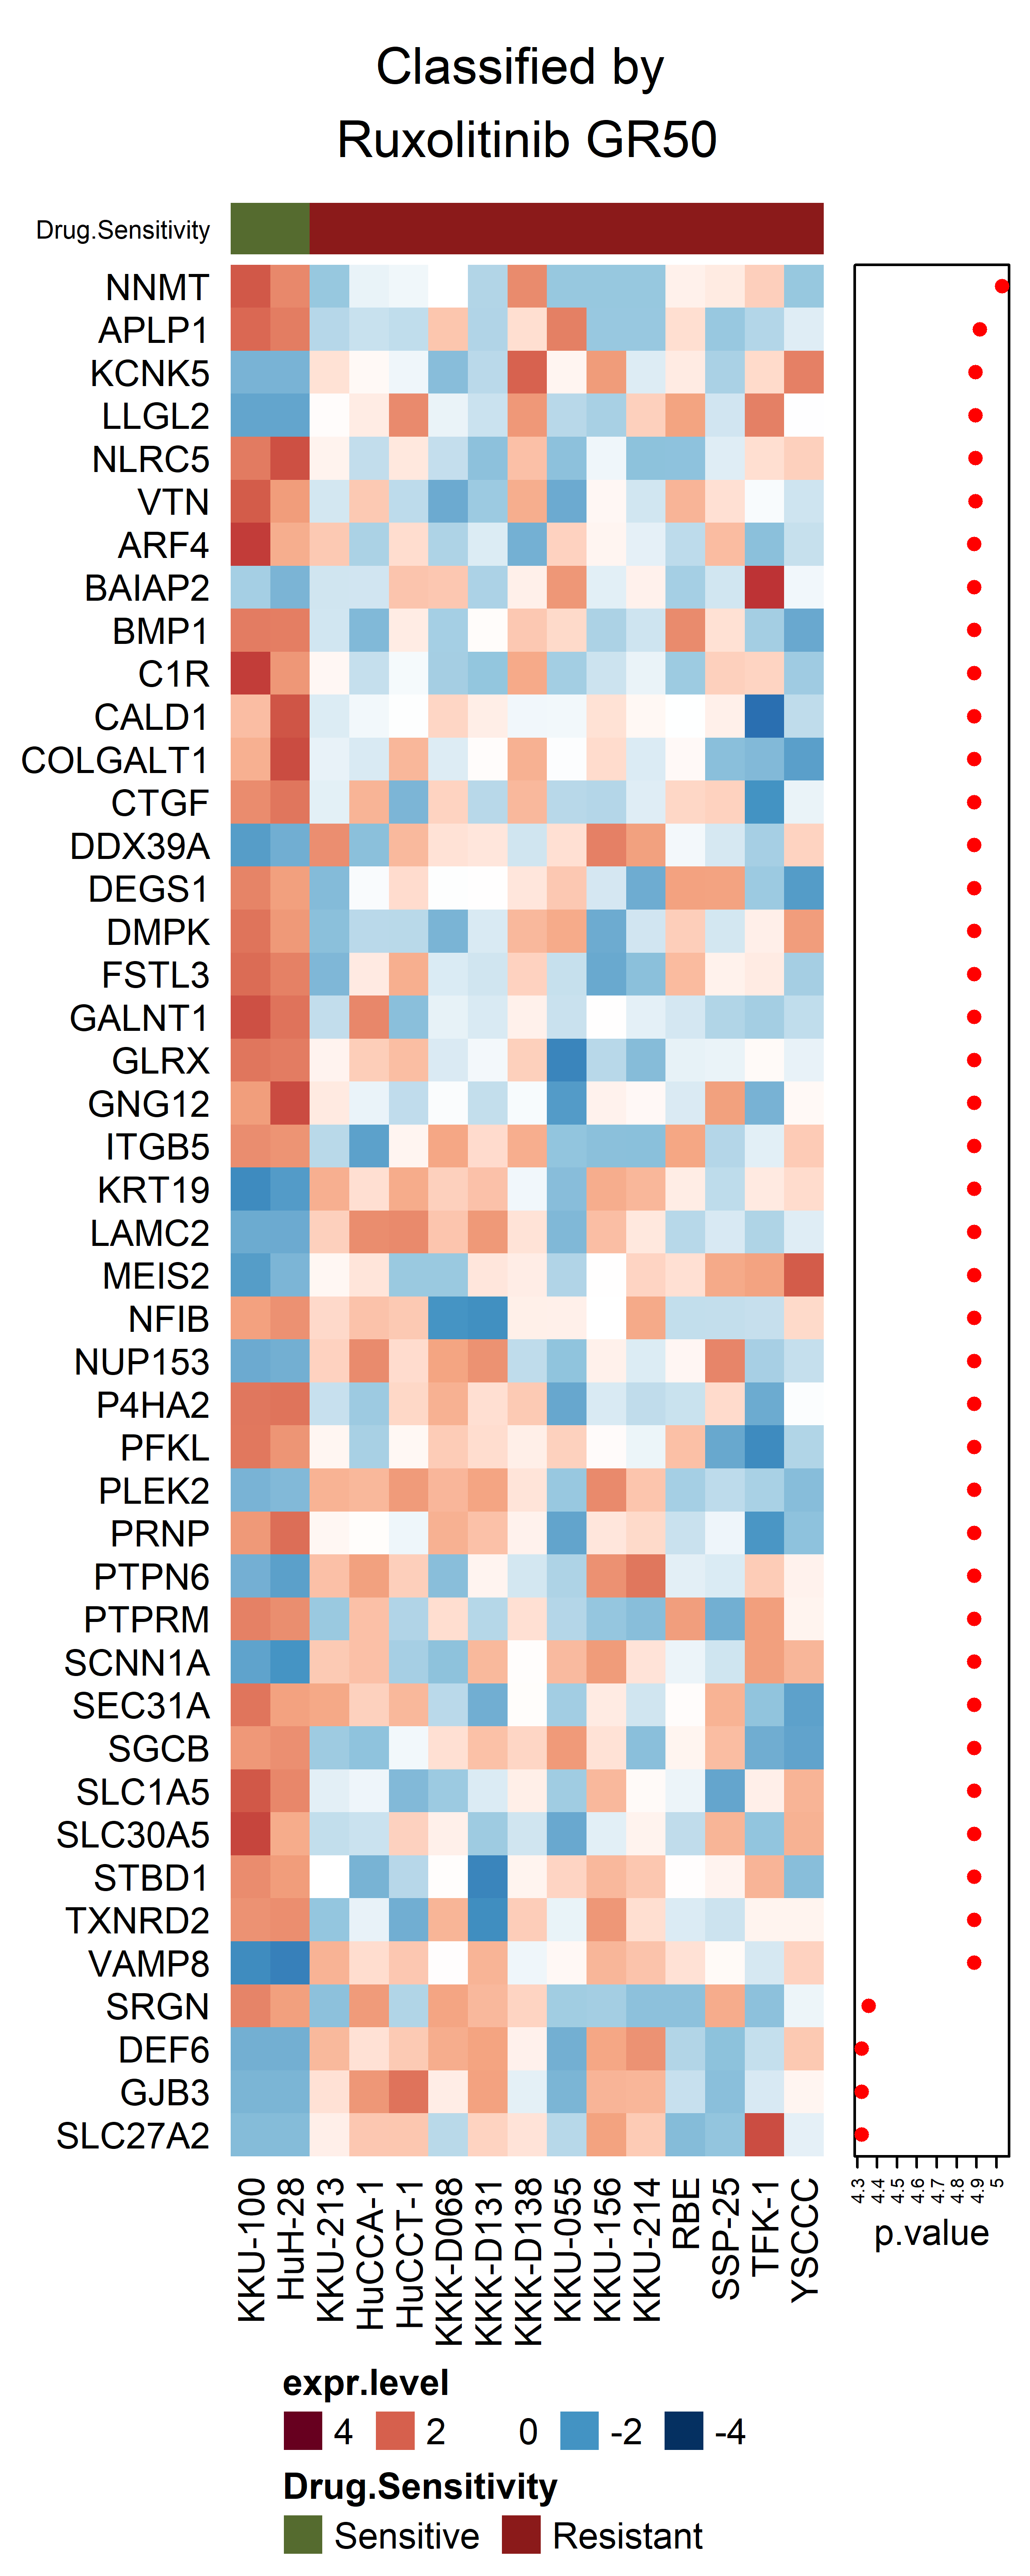 Classified by
Ruxolitinib GR50
Drug.Sensitivity
NNMT
APLP1
KCNK5
LLGL2
NLRC5
VTN
ARF4
BAIAP2
BMP1
C1R
CALD1
COLGALT1
CTGF
DDX39A
DEGS1
DMPK
FSTL3
GALNT1
GLRX
GNG12
ITGB5
KRT19
LAMC2
MEIS2
NFIB
NUP153
P4HA2
PFKL
PLEK2
PRNP
PTPN6
PTPRM
SCNN1A
SEC31A
SGCB
SLC1A5
SLC30A5
STBD1
TXNRD2
VAMP8
SRGN
DEF6
GJB3
SLC27A2
KKU-100 HuH-28 KKU-213 HuCCA-1 HuCCT-1 KKK-D068 KKK-D131 KKK-D138 KKU-055 KKU-156 KKU-214 RBE SSP-25 TFK-1 YSCCC
4.3 4.4 4.5 4.6 4.7 4.8 4.9 5
p.value
expr.level
4 2 0 -2 -4
Drug.Sensitivity
Sensitive Resistant